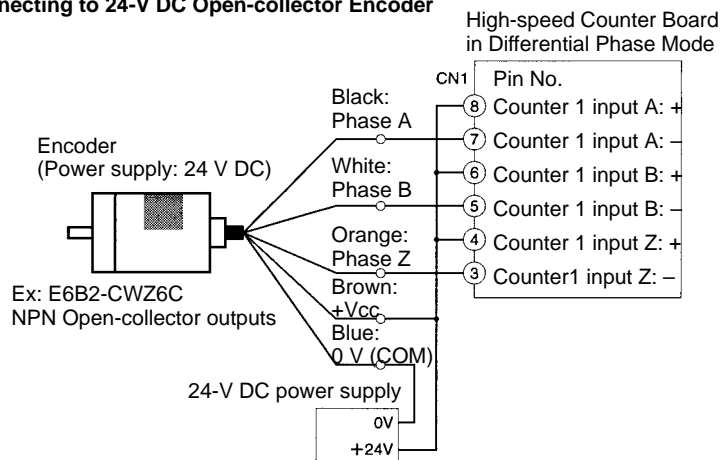 necting to 24-V DC Open-collector Encoder
High-speed Counter Board
in Differential Phase Mode
CN1
Pin No.
Black:
Phase A
8 Counter 1 input A: +
7 Counter 1 input A: –
Encoder
(Power supply: 24 V DC)
White:
Phase B
6 Counter 1 input B: +
5 Counter 1 input B: –
Orange:
Phase Z
4 Counter 1 input Z: +
3 Counter1 input Z: –
Ex: E6B2-CWZ6C
NPN Open-collector outputs
Brown:
+Vcc
Blue:
0 V (COM)
24-V DC power supply
0V
+24V